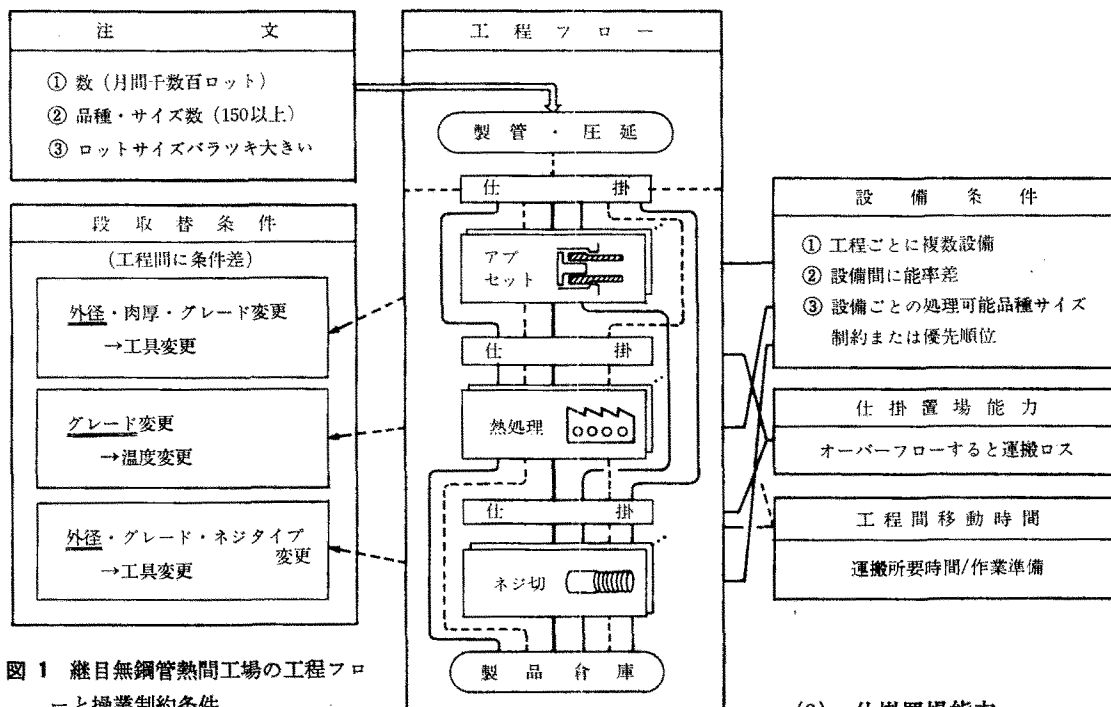 注 文
① 数(月間千数百ロット)
② 品種・サイズ数(150以上)
③ ロットサイズバラツキ大きい
段取替条件
(工程間に条件差)
外径・肉厚・グレード変更
→工具変更
グレード変更
→温度変更
外径・グレード・ネジタイプ
変更
→工具変更
工程フロー
製管・圧延
仕 掛
アプ
セット
仕 掛
熱処理
仕 掛
ネジ切
製品倉庫
設備条件
① 工程ごとに複数設備
② 設備間に能率差
③ 設備ごとの処理可能品種サイズ
制約または優先順位
仕掛置場能力
オーバーフローすると運搬ロス
工程間移動時間
運搬所要時間/作業準備
図 1 継目無鋼管熱間工場の工程フロ
ーと操業制約条件